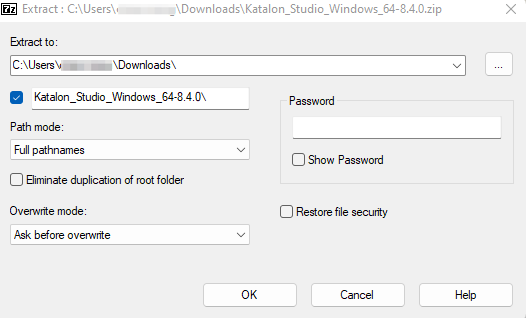 7z Extract : C:\Users\ \Downloads\Katalon_Studio_Windows_64-8.4.0.zip
Extract to:
C:\Users\ \Downloads\
...
Katalon_Studio_Windows_64-8.4.0\
Password
Path mode:
Full pathnames
Show Password
Eliminate duplication of root folder
Overwrite mode:
Restore file security
Ask before overwrite
OK
Cancel
Help